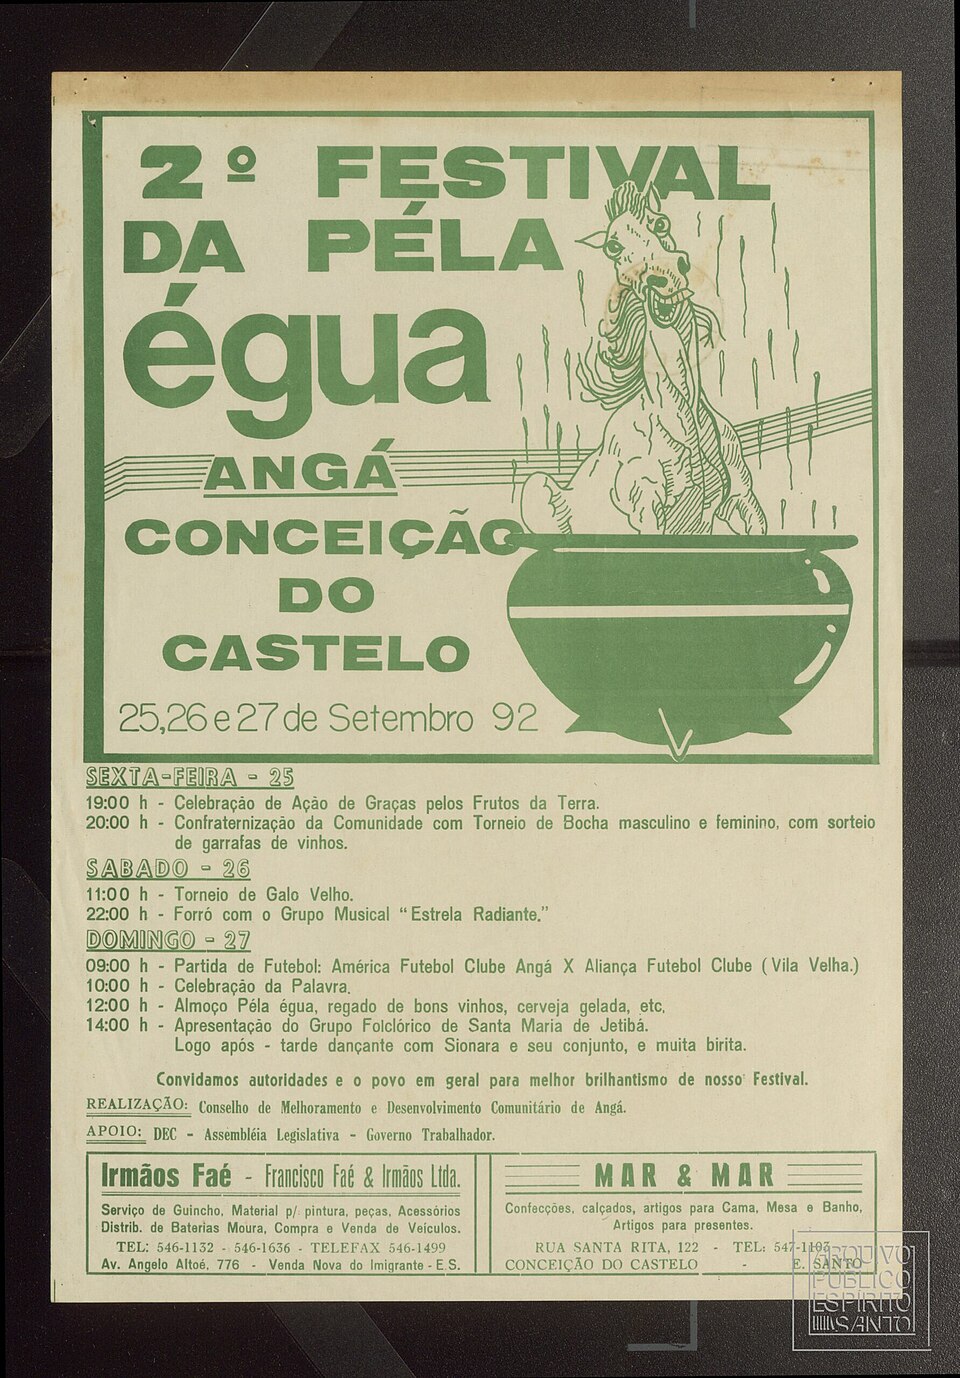 2º FESTIVAL
DA PÉLA
égua
ANGÁ
CONCEIÇÃO
DO
CASTELO
25,26 e 27 de Setembro 92
SEXTA-FEIRA - 25
19:00 h - Celebração de Ação de Graças pelos Frutos da Terra.
20:00 h - Confraternização da Comunidade com Torneio de Bocha masculino e feminino, com sorteio
de garrafas de vinhos.
SABADO - 26
11:00 h - Torneio de Galo Velho.
22:00 h - Forró com o Grupo Musical "Estrela Radiante."
DOMINGO - 27
09:00 h - Partida de Futebol: América Futebol Clube Angá X Aliança Futebol Clube (Vila Velha.)
10:00 h - Celebração da Palavra.
12:00 h - Almoço Péla égua, regado de bons vinhos, cerveja gelada, etc.
14:00 h - Apresentação do Grupo Folclórico de Santa Maria de Jetibá.
Logo após - tarde dançante com Sionara e seu conjunto, e muita birita.
Convidamos autoridades e o povo em geral para melhor brilhantismo de nosso Festival.
REALIZAÇÃO: Conselho de Melhoramento e Desenvolvimento Comunitário de Angá.
APOIO: DEC - Assembléia Legislativa - Governo Trabalhador.
Irmãos Faé - Francisco Faé & Irmãos Ltda.
Serviço de Guincho, Material p/ pintura, peças, Acessórios
Distrib. de Baterias Moura, Compra e Venda de Veículos.
TEL: 546-1132 - 546-1636 - TELEFAX 546-1499
Av. Angelo Altoé, 776 - Venda Nova do Imigrante - E.S.
MAR & MAR
Confecções, calçados, artigos para Cama, Mesa e Banho,
Artigos para presentes.
RUA SANTA RITA, 122 - TEL: 547-1103
CONCEIÇÃO DO CASTELO - E. SANTO
ARQUIVO
PÚBLICO
ESPÍRITO
SANTO